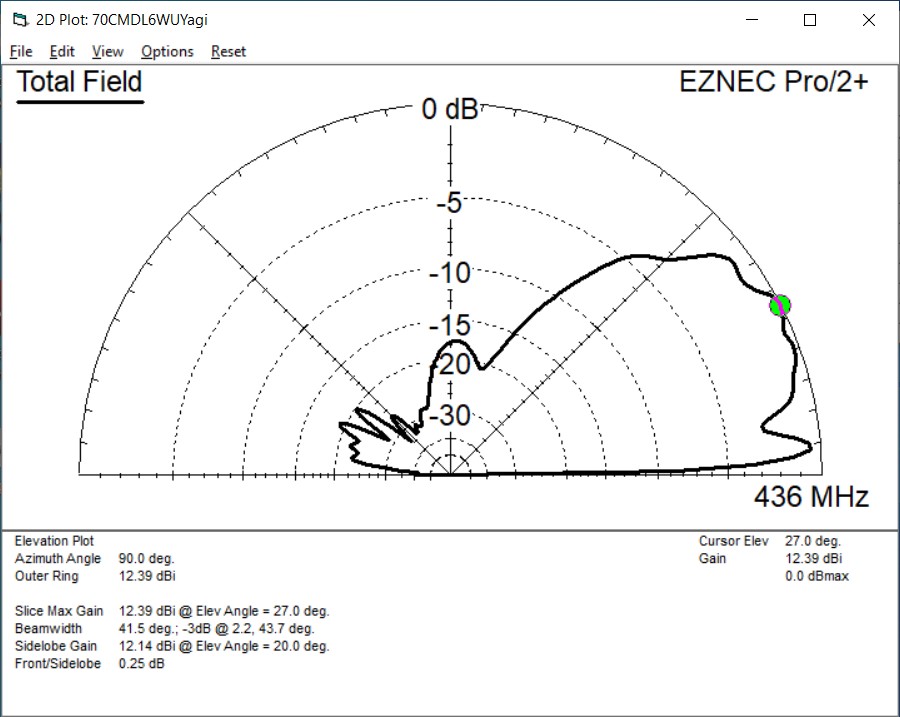 2D Plot: 70CMDL6WUYagi
File Edit View Options Reset
Total Field
EZNEC Pro/2+
0 dB
-5
-10
-15
-20
-30
436 MHz
Elevation Plot
Azimuth Angle 90.0 deg.
Outer Ring 12.39 dBi
Cursor Elev 27.0 deg.
Gain 12.39 dBi
0.0 dBmax
Slice Max Gain 12.39 dBi @ Elev Angle = 27.0 deg.
Beamwidth 41.5 deg.; -3dB @ 2.2, 43.7 deg.
Sidelobe Gain 12.14 dBi @ Elev Angle = 20.0 deg.
Front/Sidelobe 0.25 dB